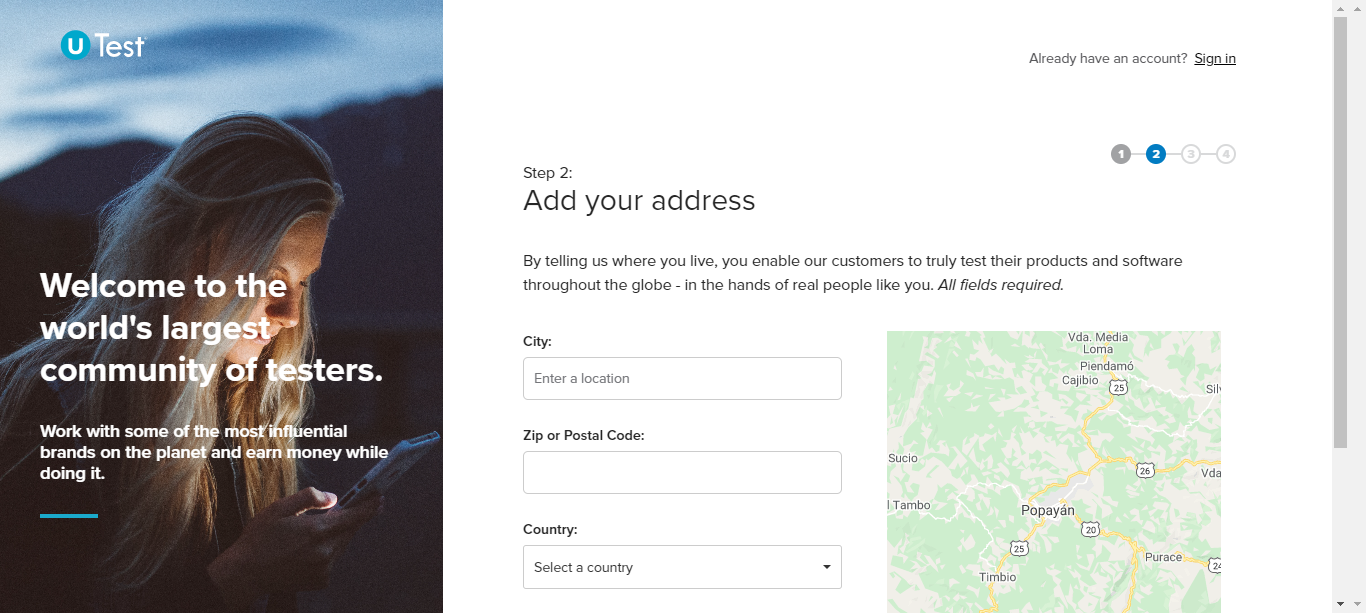 U Test
Already have an account? Sign in
1 2 3 4
Step 2:
Add your address
By telling us where you live, you enable our customers to truly test their products and software
throughout the globe - in the hands of real people like you. All fields required.
Welcome to the
world's largest
community of testers.
Work with some of the most influential
brands on the planet and earn money while
doing it.
City:
Enter a location
Zip or Postal Code:
Country:
Select a country
Vda. Media
Loma
Piendamó
Cajibio
25
Silv
Sucio
26
Vda
l Tambo
Popayán
20
25
Purace
24
Timbio